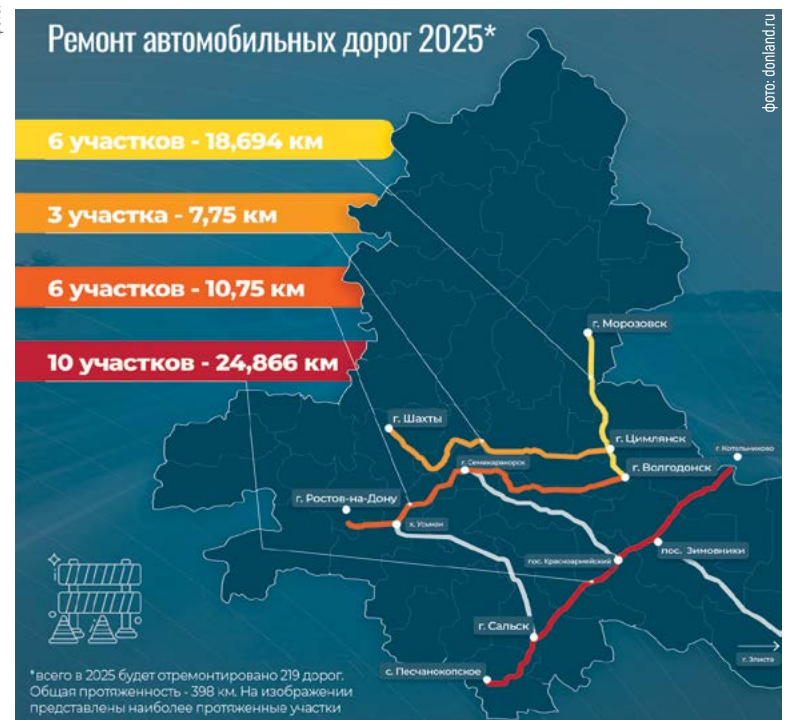 Ремонт автомобильных дорог 2025*
фото: donland.ru
6 участков - 18,694 км
3 участка - 7,75 км
6 участков - 10,75 км
10 участков - 24,866 км
г. Морозовск
г. Шахты
г. Цимлянск
г. Котельниково
г. Семикаракорск
г. Волгодонск
г. Ростов-на-Дону
х. Усьман
пос. Зимовники
пос. Красноармейский
г. Сальск
г. Элиста
с. Песчанокопское
*всего в 2025 будет отремонтировано 219 дорог.
Общая протяженность - 398 км. На изображении
представлены наиболее протяженные участки